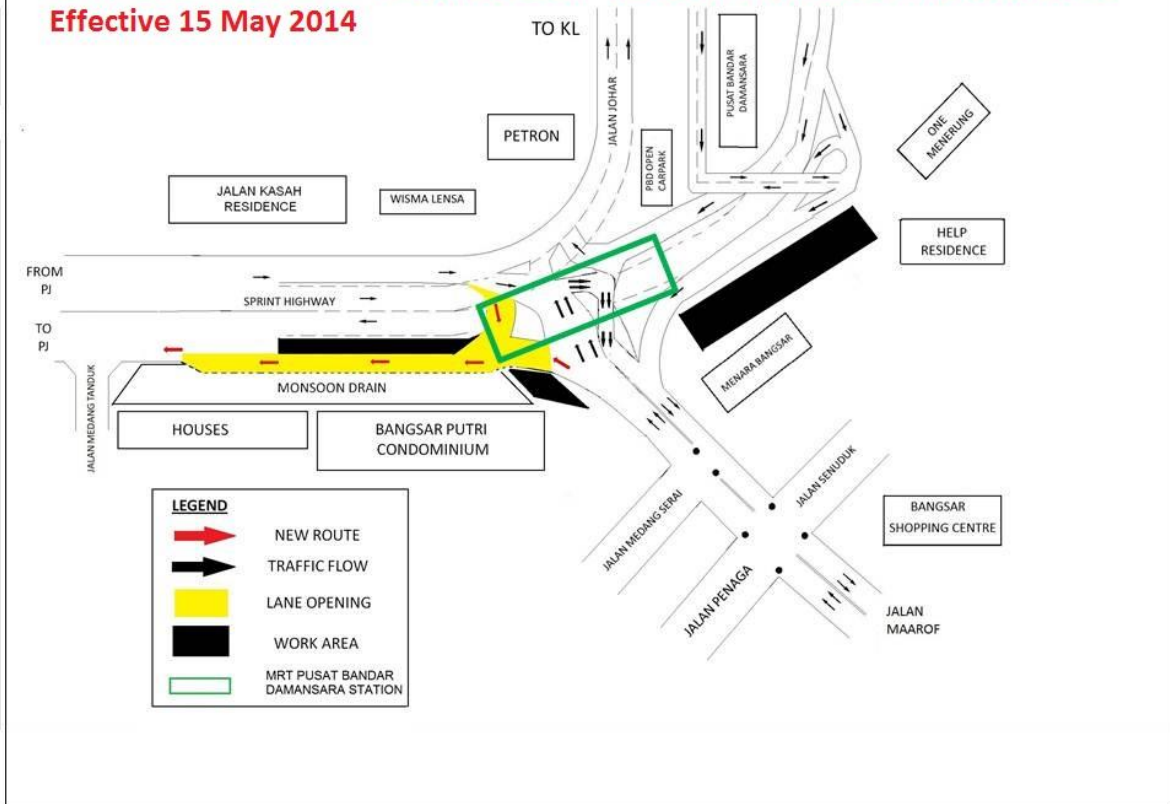 Effective 15 May 2014
TO KL
JALAN JOHAR
PUSAT BANDAR
DAMANSARA
ONE
MENERUNG
PETRON
PBD OPEN
CARPARK
JALAN KASAH
RESIDENCE
WISMA LENSA
HELP
RESIDENCE
FROM
PJ
SPRINT HIGHWAY
TO
PJ
MENARA BANGSAR
MONSOON DRAIN
JALAN MEDANG TANDUK
HOUSES
BANGSAR PUTRI
CONDOMINIUM
JALAN MEDANG SERAI
JALAN SENUDUK
BANGSAR
SHOPPING CENTRE
JALAN PENAGA
JALAN
MAAROF
LEGEND
NEW ROUTE
TRAFFIC FLOW
LANE OPENING
WORK AREA
MRT PUSAT BANDAR
DAMANSARA STATION